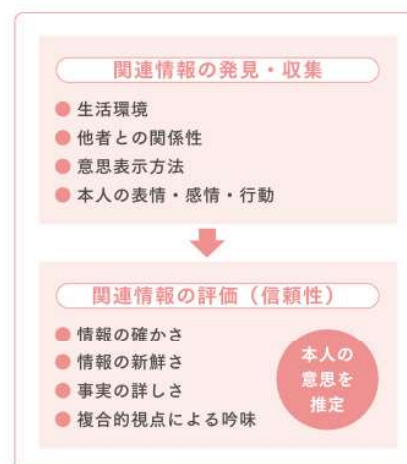 関連情報の発見・収集
● 生活環境
● 他者との関係性
● 意思表示方法
● 本人の表情・感情・行動
関連情報の評価（信頼性）
● 情報の確かさ
● 情報の新鮮さ
● 事実の詳しさ
● 複合的視点による吟味
本人の
意思を
推定